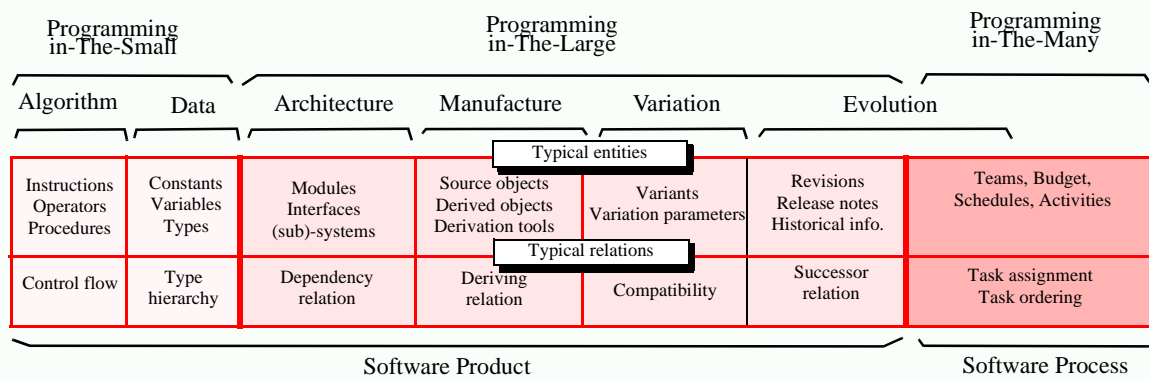 Programming
in-The-Small
Programming
in-The-Large
Programming
in-The-Many
Algorithm
Data
Architecture
Manufacture
Variation
Evolution
Typical entities
Instructions
Operators
Procedures
Constants
Variables
Types
Modules
Interfaces
(sub)-systems
Source objects
Derived objects
Derivation tools
Variants
Variation parameters
Revisions
Release notes
Historical info.
Teams, Budget,
Schedules, Activities
Typical relations
Control flow
Type
hierarchy
Dependency
relation
Deriving
relation
Compatibility
Successor
relation
Task assignment
Task ordering
Software Product
Software Process